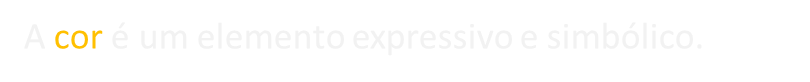 A cor é um elemento expressivo e simbólico.